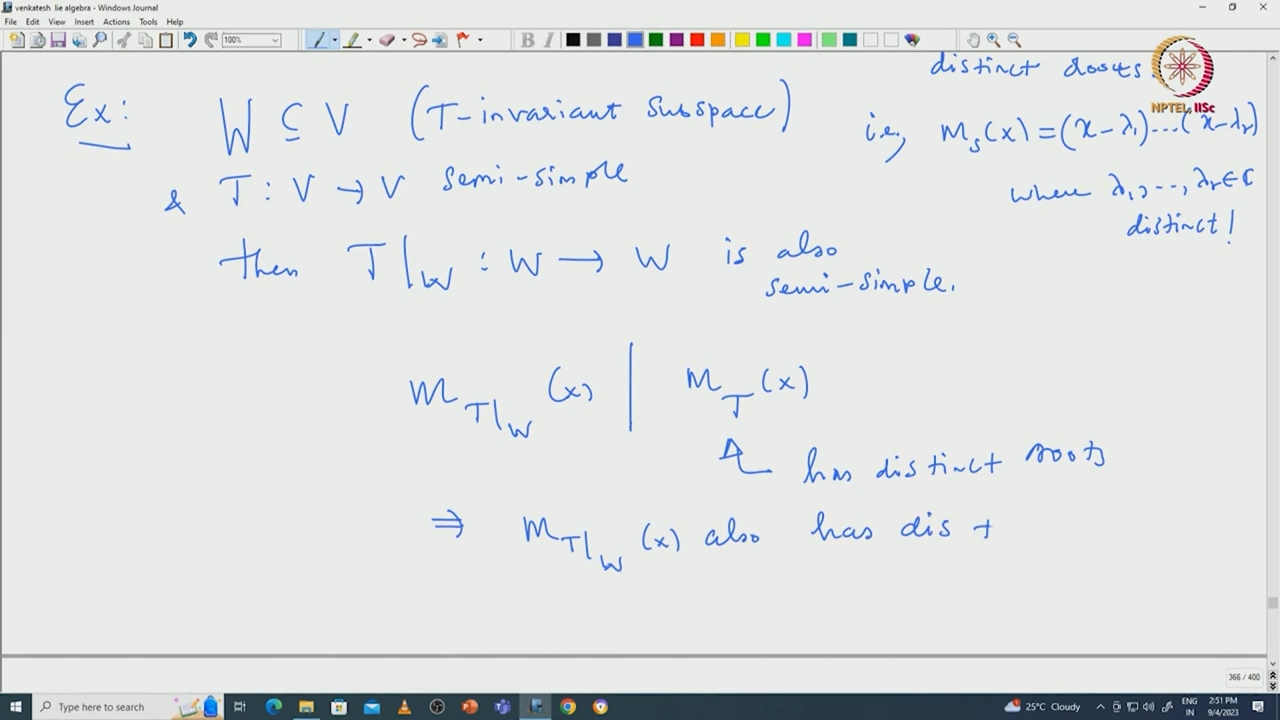 venkatesh lie algebra - Windows Journal
File Edit View Insert Actions Tools Help
100%
B I
NPTEL IISc
distinct roots.
Ex: W ⊆ V (T-invariant subspace)
i.e, m_S(x) = (x-λ_1)...(x-λ_r)
& T : V → V semi-simple
where λ_1,...,λ_r ∈ C
distinct!
then T|_W : W → W is also
semi-simple.
m_{T|_W}(x) | m_T(x)
has distinct roots
⇒ m_{T|_W}(x) also has dis t
366 / 400
Type here to search
25°C Cloudy
ENG
IN
2:51 PM
9/4/2023